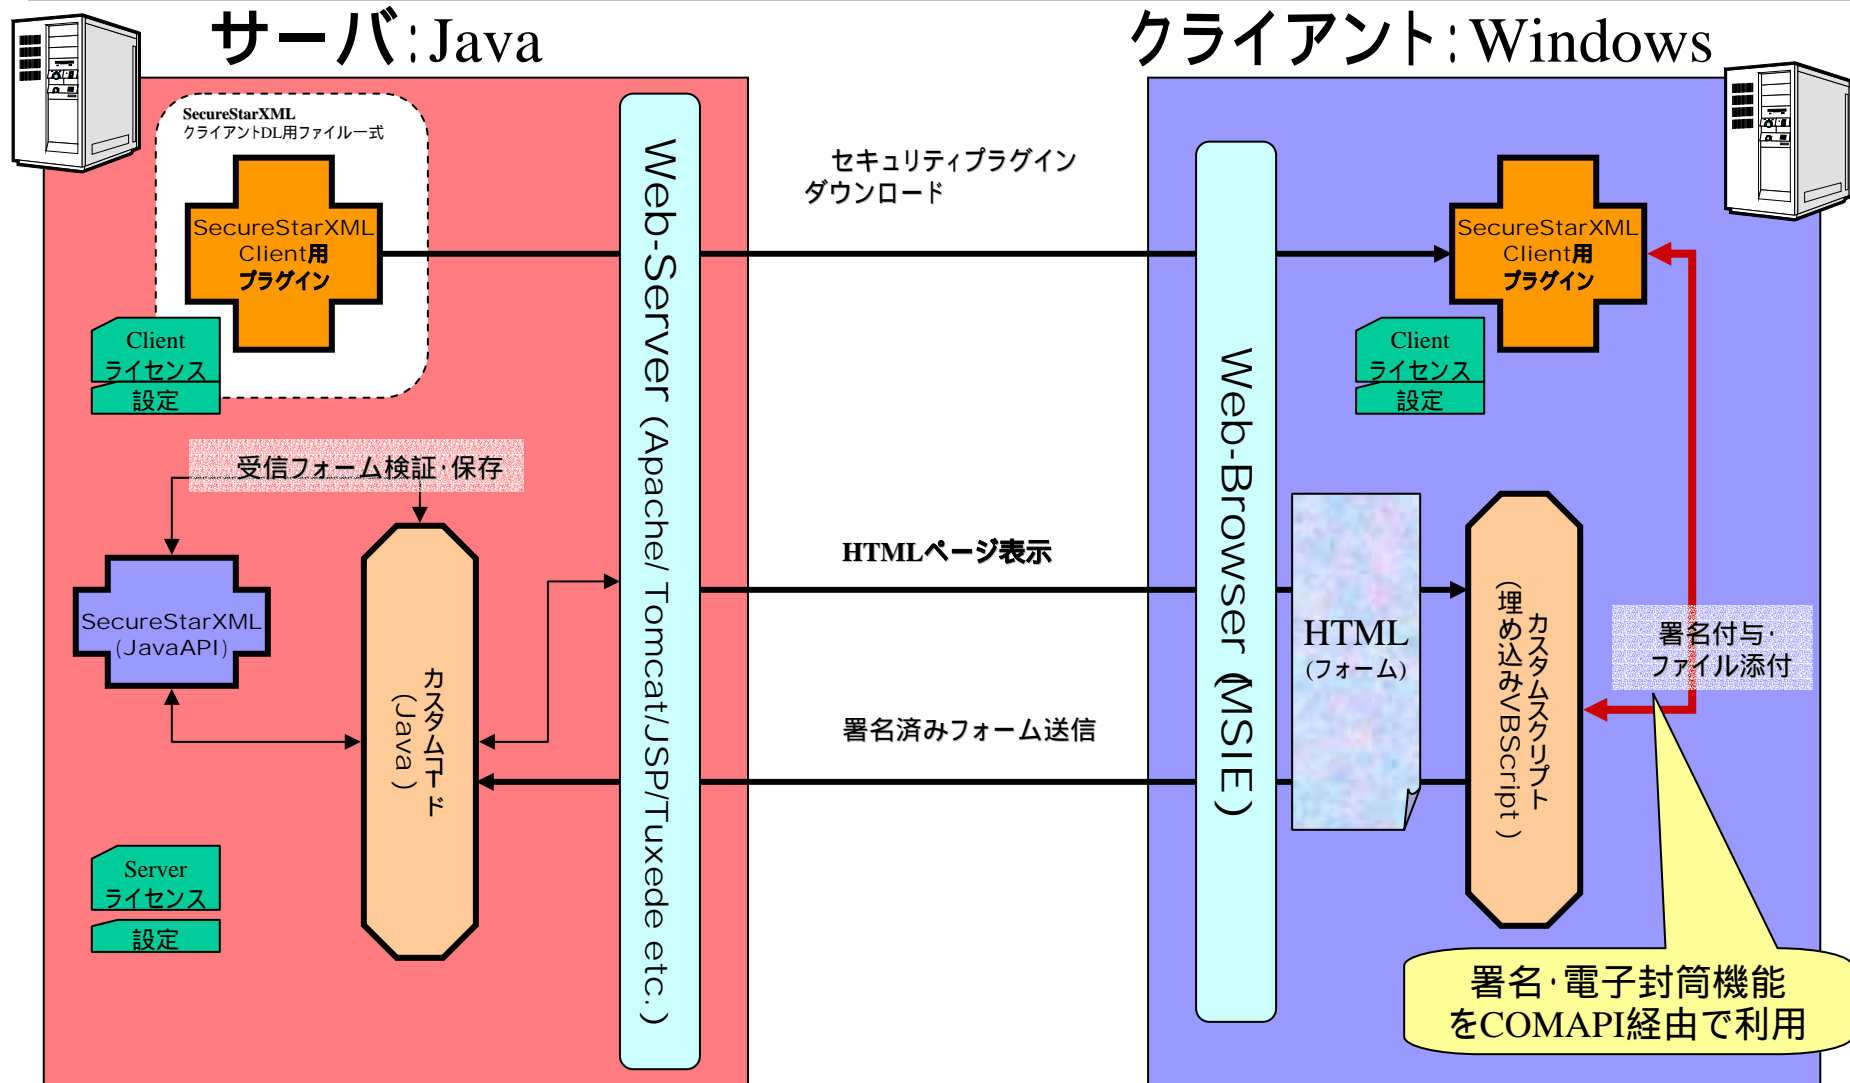 サーバ:Java
クライアント:Windows
SecureStarXML
クライアントDL用ファイル一式
SecureStarXML
Client用
プラグイン
Client
ライセンス
設定
受信フォーム検証・保存
SecureStarXML
(JavaAPI)
カスタムコード
(Java)
Server
ライセンス
設定
Web-Server (Apache/ Tomcat/JSP/Tuxede etc.)
セキュリティプラグイン
ダウンロード
HTMLページ表示
署名済みフォーム送信
Web-Browser (MSIE)
SecureStarXML
Client用
プラグイン
Client
ライセンス
設定
HTML
(フォーム)
カスタムスクリプト
(埋め込みVBScript)
署名付与・
ファイル添付
署名・電子封筒機能
をCOMAPI経由で利用